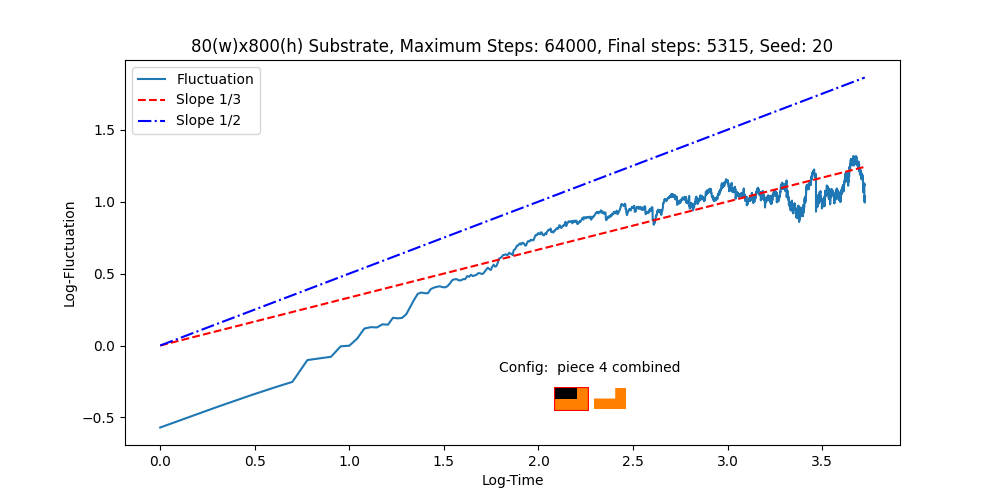 80(w)x800(h) Substrate, Maximum Steps: 64000, Final steps: 5315, Seed: 20
Fluctuation
Slope 1/3
Slope 1/2
1.5
1.0
0.5
0.0
−0.5
Log-Fluctuation
Config:  piece 4 combined
0.0 0.5 1.0 1.5 2.0 2.5 3.0 3.5
Log-Time